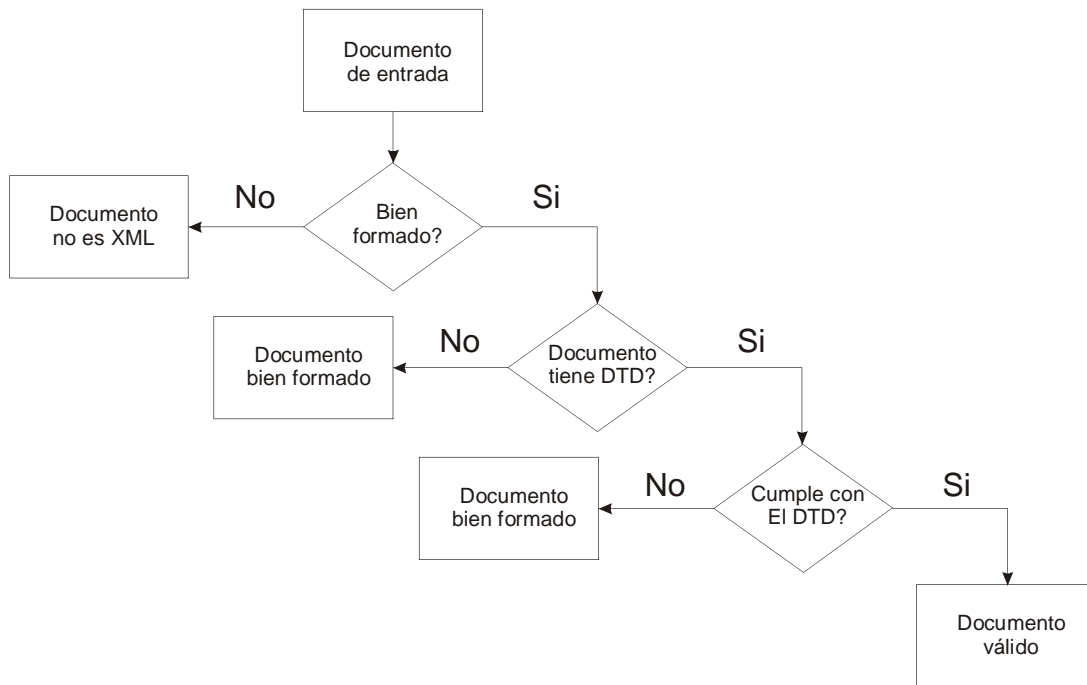 Documento
de entrada
No
Si
Documento
no es XML
Bien
formado?
No
Si
Documento
bien formado
Documento
tiene DTD?
No
Si
Documento
bien formado
Cumple con
El DTD?
Documento
válido